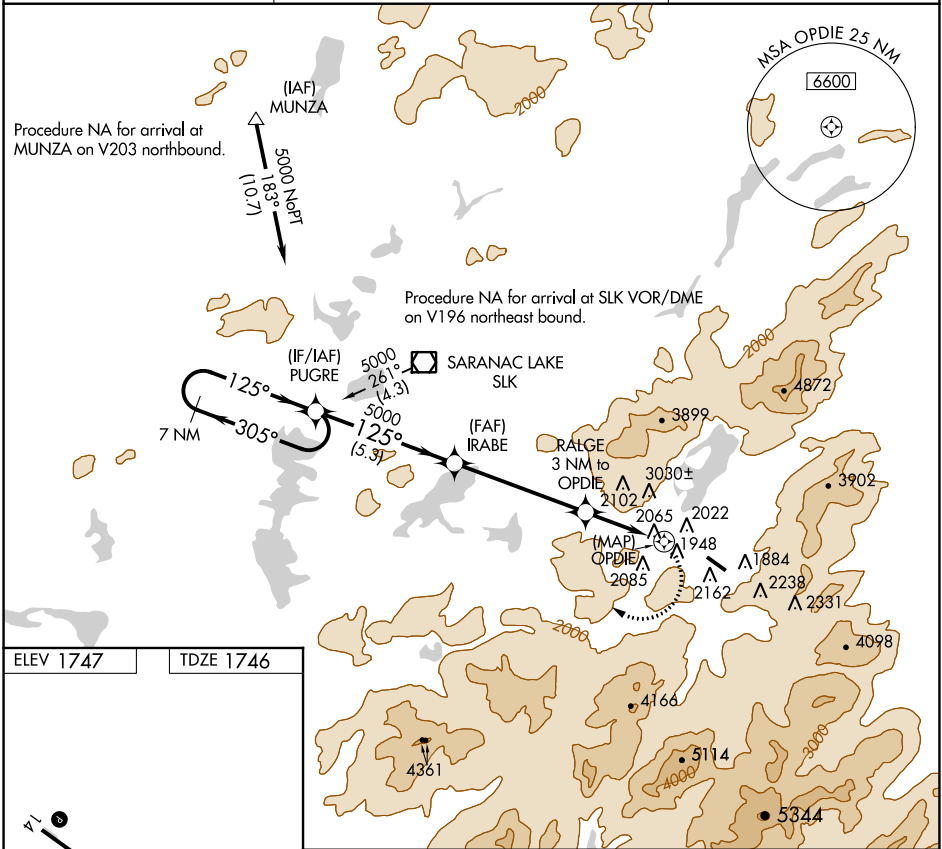 MSA OPDIE 25 NM
6600
(IAF)
MUNZA
2000
Procedure NA for arrival at
MUNZA on V203 northbound.
5000 NoPT
183°
(10.7)
Procedure NA for arrival at SLK VOR/DME
on V196 northeast bound.
2000
(IF/IAF)
PUGRE
5000
261°
(4.3)
SARANAC LAKE
SLK
125°
4872
7 NM
305°
5000
125°
(5.3)
(FAF)
IRABE
3899
RALGE
3 NM to
OPDIE
2102
3030±
3902
2065
2022
(MAP)
OPDIE
1948
2085
2162
1884
2238
2331
2000
4098
ELEV 1747
TDZE 1746
4166
3000
4361
5114
4000
5344
14
P